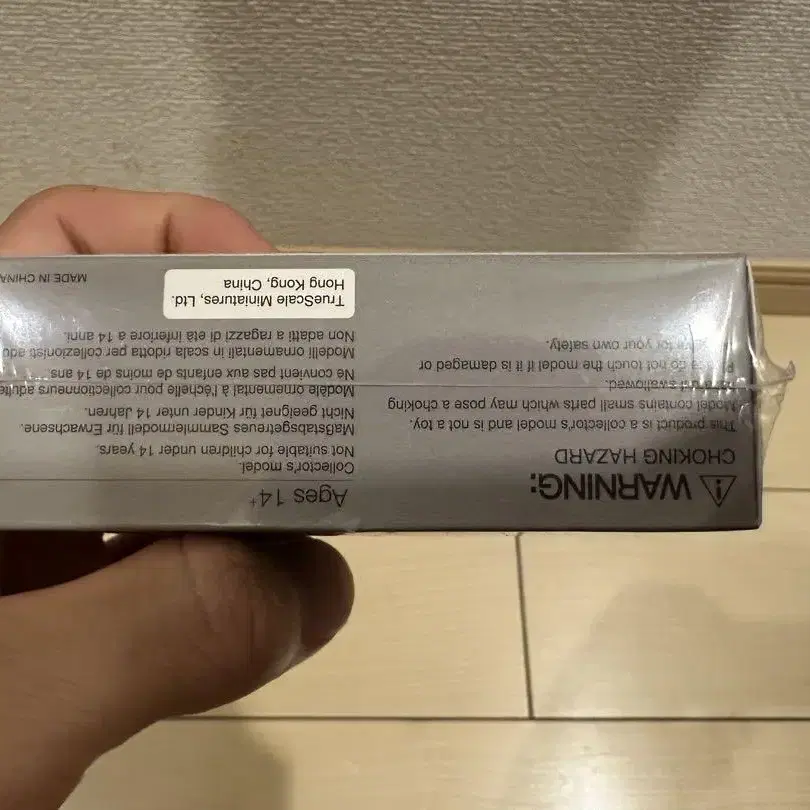 WARNING:
CHOKING HAZARD
This product is a collector's model and is not a toy.
Model contains small parts which may pose a choking
swallowed.
do not touch the model if it is damaged or
for your own safety.
Ages 14+
Collector's model.
Not suitable for children under 14 years.
Maßstabsgetreues Sammlermodell für Erwachsene.
Nicht geeignet für Kinder unter 14 Jahren.
Modèle ornemental à l'échelle pour collectionneurs adulte
Ne convient pas aux enfants de moins de 14 ans.
Modelli ornamentali in scala ridotta per collezionisti adu
Non adatti a ragazzi di età inferiore a 14 anni.
TrueScale Miniatures, Ltd.
Hong Kong, China
MADE IN CHINA